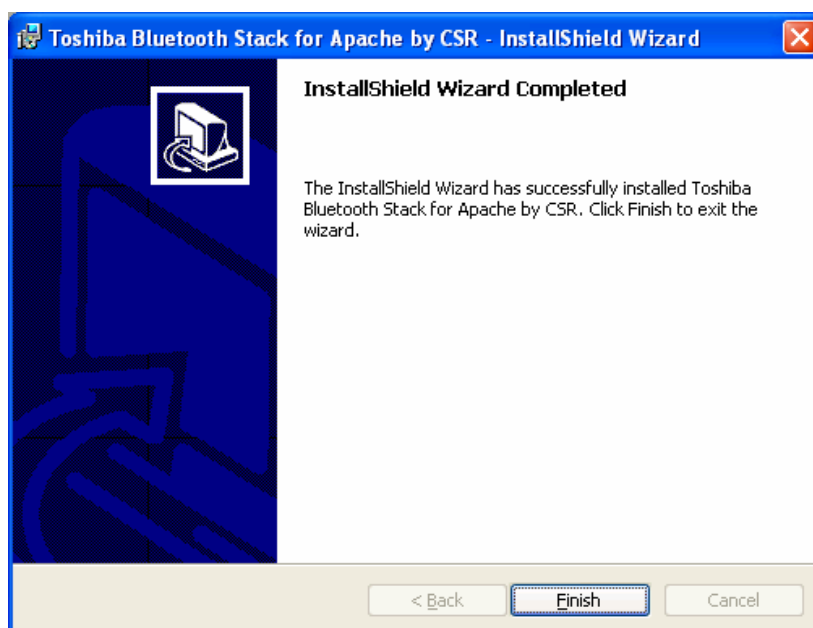 Toshiba Bluetooth Stack for Apache by CSR - InstallShield Wizard
InstallShield Wizard Completed
The InstallShield Wizard has successfully installed Toshiba
Bluetooth Stack for Apache by CSR. Click Finish to exit the
wizard.
< Back
Finish
Cancel